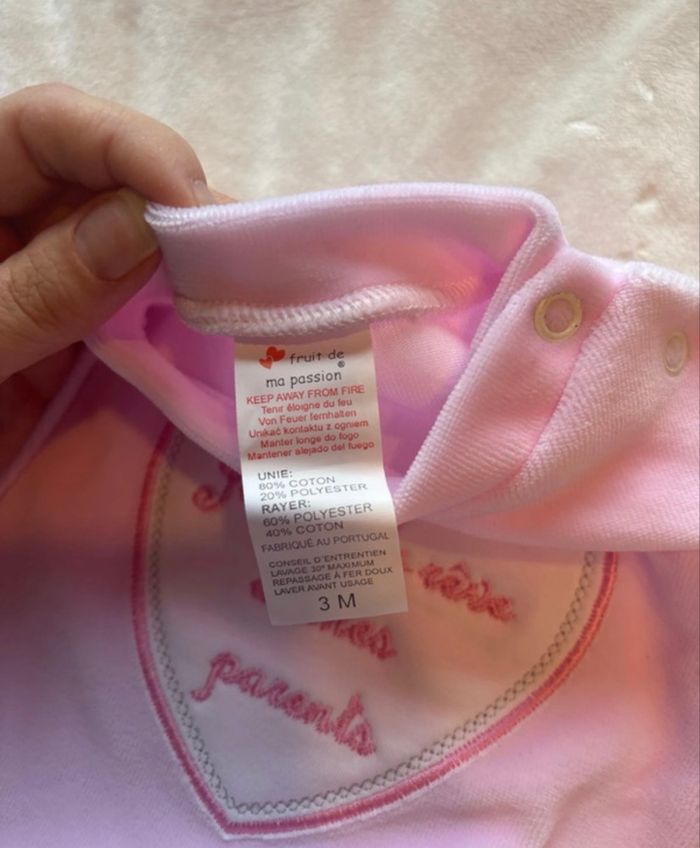 fruit de
ma passion®
KEEP AWAY FROM FIRE
Tenir éloigne du feu
Von Feuer fernhalten
Unikać kontaktu z ogniem
Manter longe do fogo
Mantener alejado del fuego
UNIE:
80% COTON
20% POLYESTER
RAYER:
60% POLYESTER
40% COTON
FABRIQUÉ AU PORTUGAL
CONSEIL D'ENTRETIEN
LAVAGE 30° MAXIMUM
REPASSAGE À FER DOUX
LAVER AVANT USAGE
3 M
rêve
mes
parents